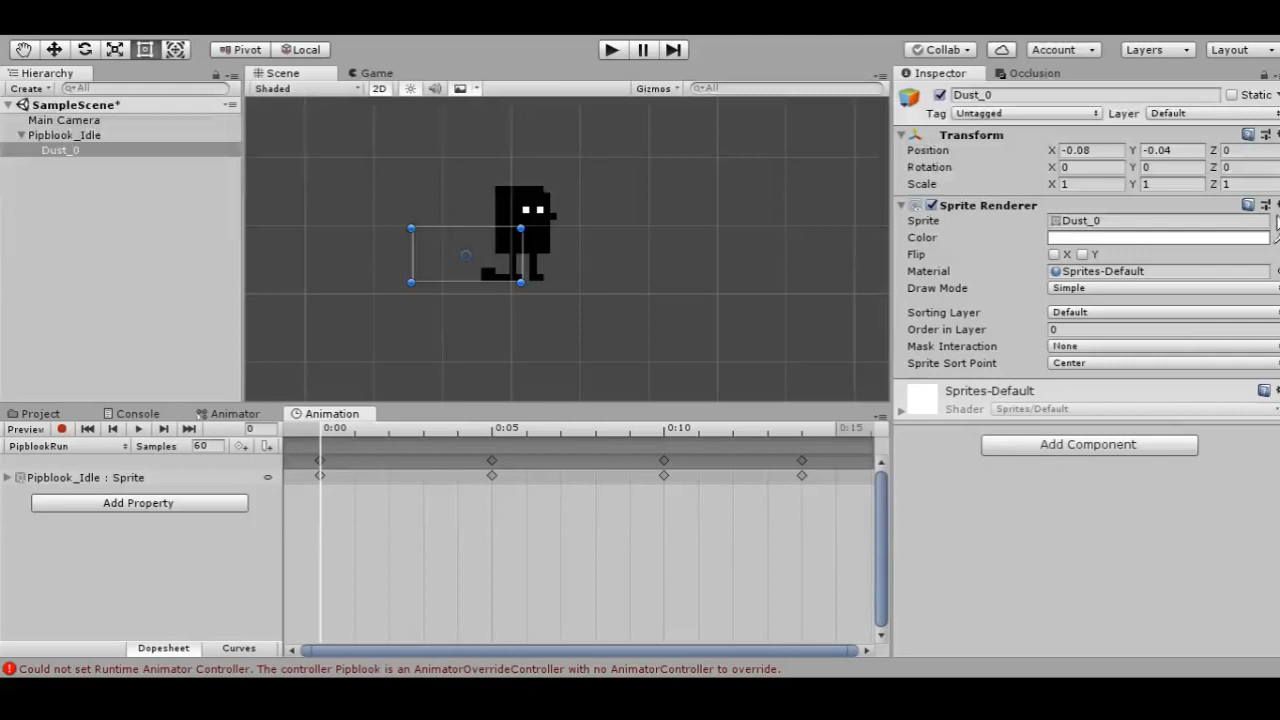 Pivot Local Collab Account Layers Layout
Hierarchy Scene Game Inspector Occlusion
Create All Shaded 2D Gizmos All Dust_0 Static
SampleScene*
Tag Untagged Layer Default
Main Camera
Pipblook_Idle Transform
Dust_0 Position X -0.08 Y -0.04 Z 0
Rotation X 0 Y 0 Z 0
Scale X 1 Y 1 Z 1
Sprite Renderer
Sprite Dust_0
Color
Flip X Y
Material Sprites-Default
Draw Mode Simple
Sorting Layer Default
Order in Layer 0
Mask Interaction None
Sprite Sort Point Center
Sprites-Default
Shader Sprites/Default
Add Component
Project Console Animator Animation
Preview 0 0:00 0:05 0:10 0:15
PipblookRun Samples 60
Pipblook_Idle : Sprite
Add Property
Dopesheet Curves
Could not set Runtime Animator Controller. The controller Pipblook is an AnimatorOverrideController with no AnimatorController to override.